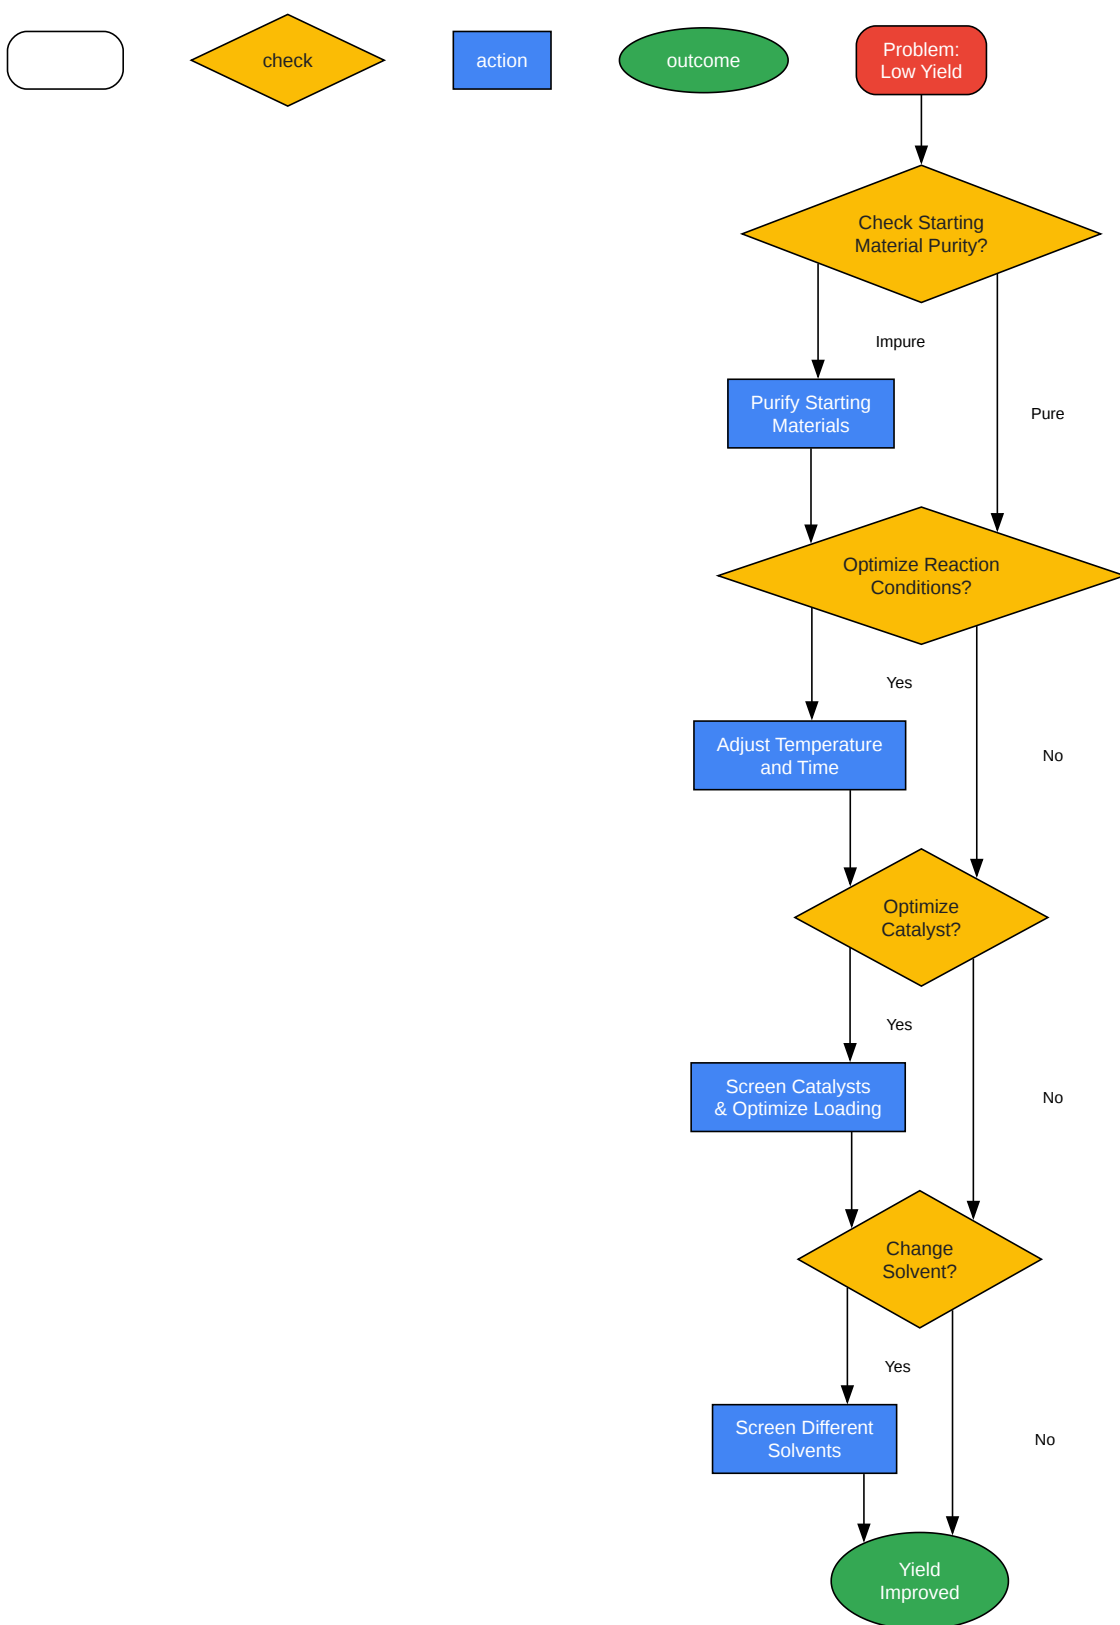 check
action
outcome
Problem:
Low Yield
Check Starting
Material Purity?
Impure
Purify Starting
Materials
Pure
Optimize Reaction
Conditions?
Yes
Adjust Temperature
and Time
No
Optimize
Catalyst?
Yes
Screen Catalysts
& Optimize Loading
No
Change
Solvent?
Yes
Screen Different
Solvents
No
Yield
Improved